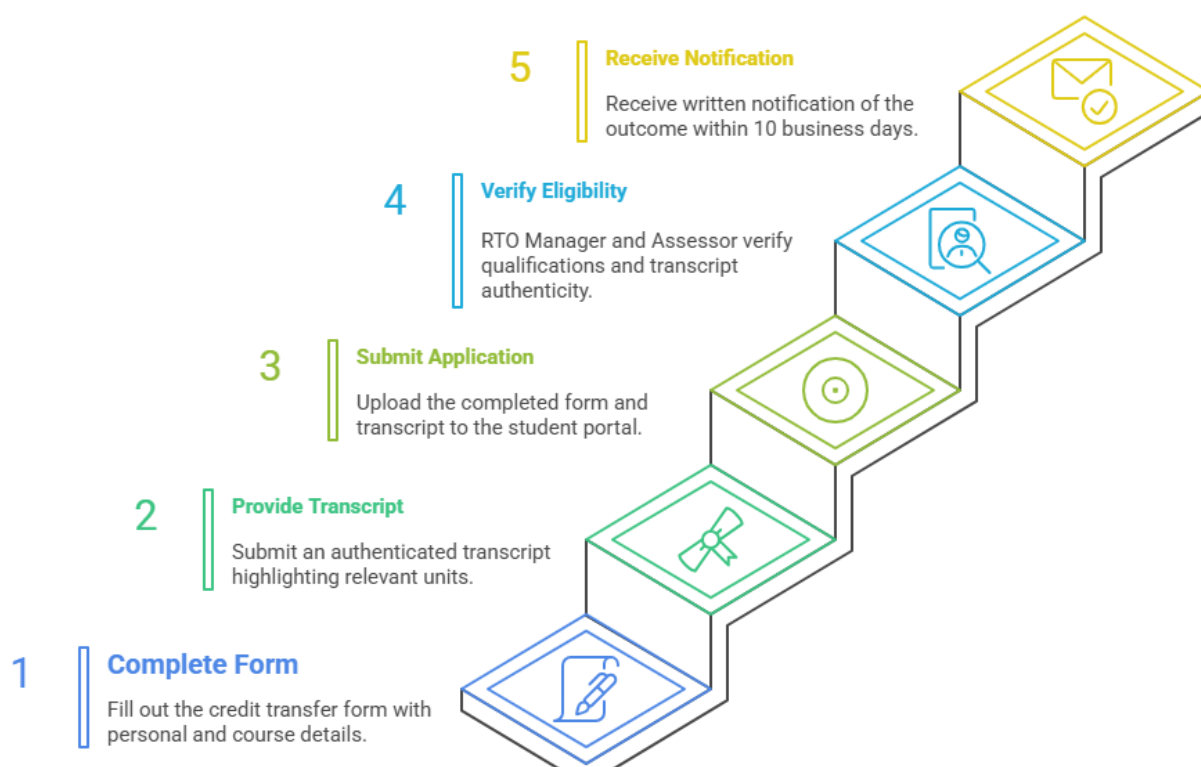 5
Receive Notification
Receive written notification of the
outcome within 10 business days.
4
Verify Eligibility
RTO Manager and Assessor verify
qualifications and transcript
authenticity.
3
Submit Application
Upload the completed form and
transcript to the student portal.
2
Provide Transcript
Submit an authenticated transcript
highlighting relevant units.
1
Complete Form
Fill out the credit transfer form with
personal and course details.